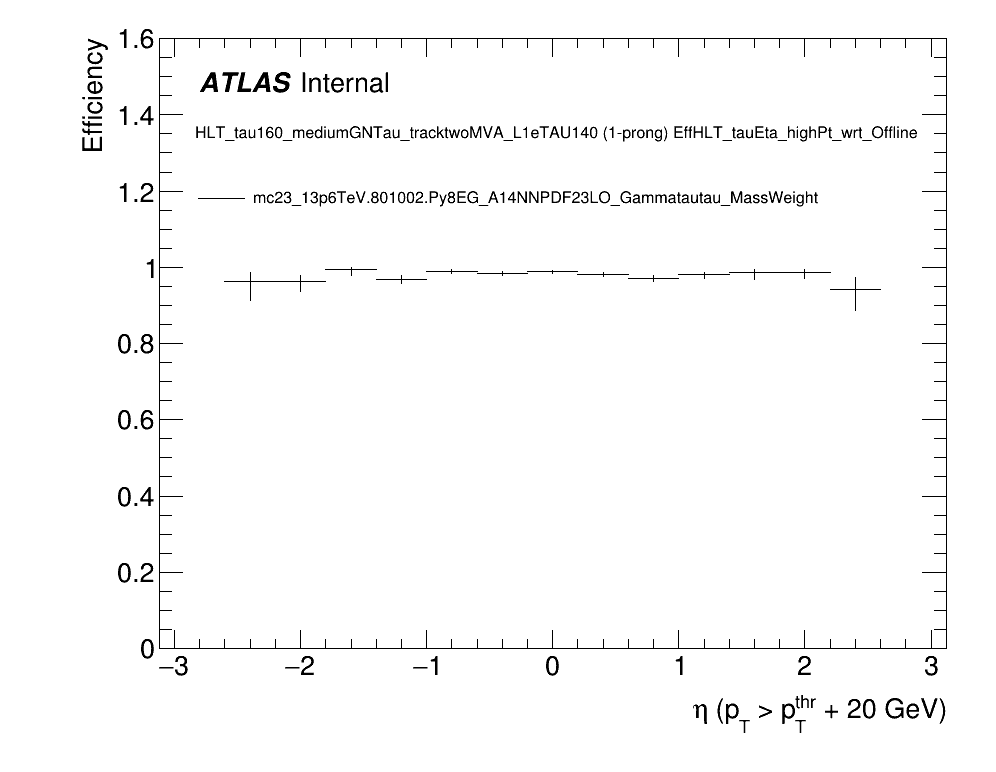 1.6
Efficiency
ATLAS Internal
1.4
HLT_tau160_mediumGNTau_tracktwoMVA_L1eTAU140 (1-prong) EffHLT_tauEta_highPt_wrt_Offline
1.2
mc23_13p6TeV.801002.Py8EG_A14NNPDF23LO_Gammatautau_MassWeight
1
0.8
0.6
0.4
0.2
0
−3 −2 −1 0 1 2 3
η (p_T > p_T^thr + 20 GeV)